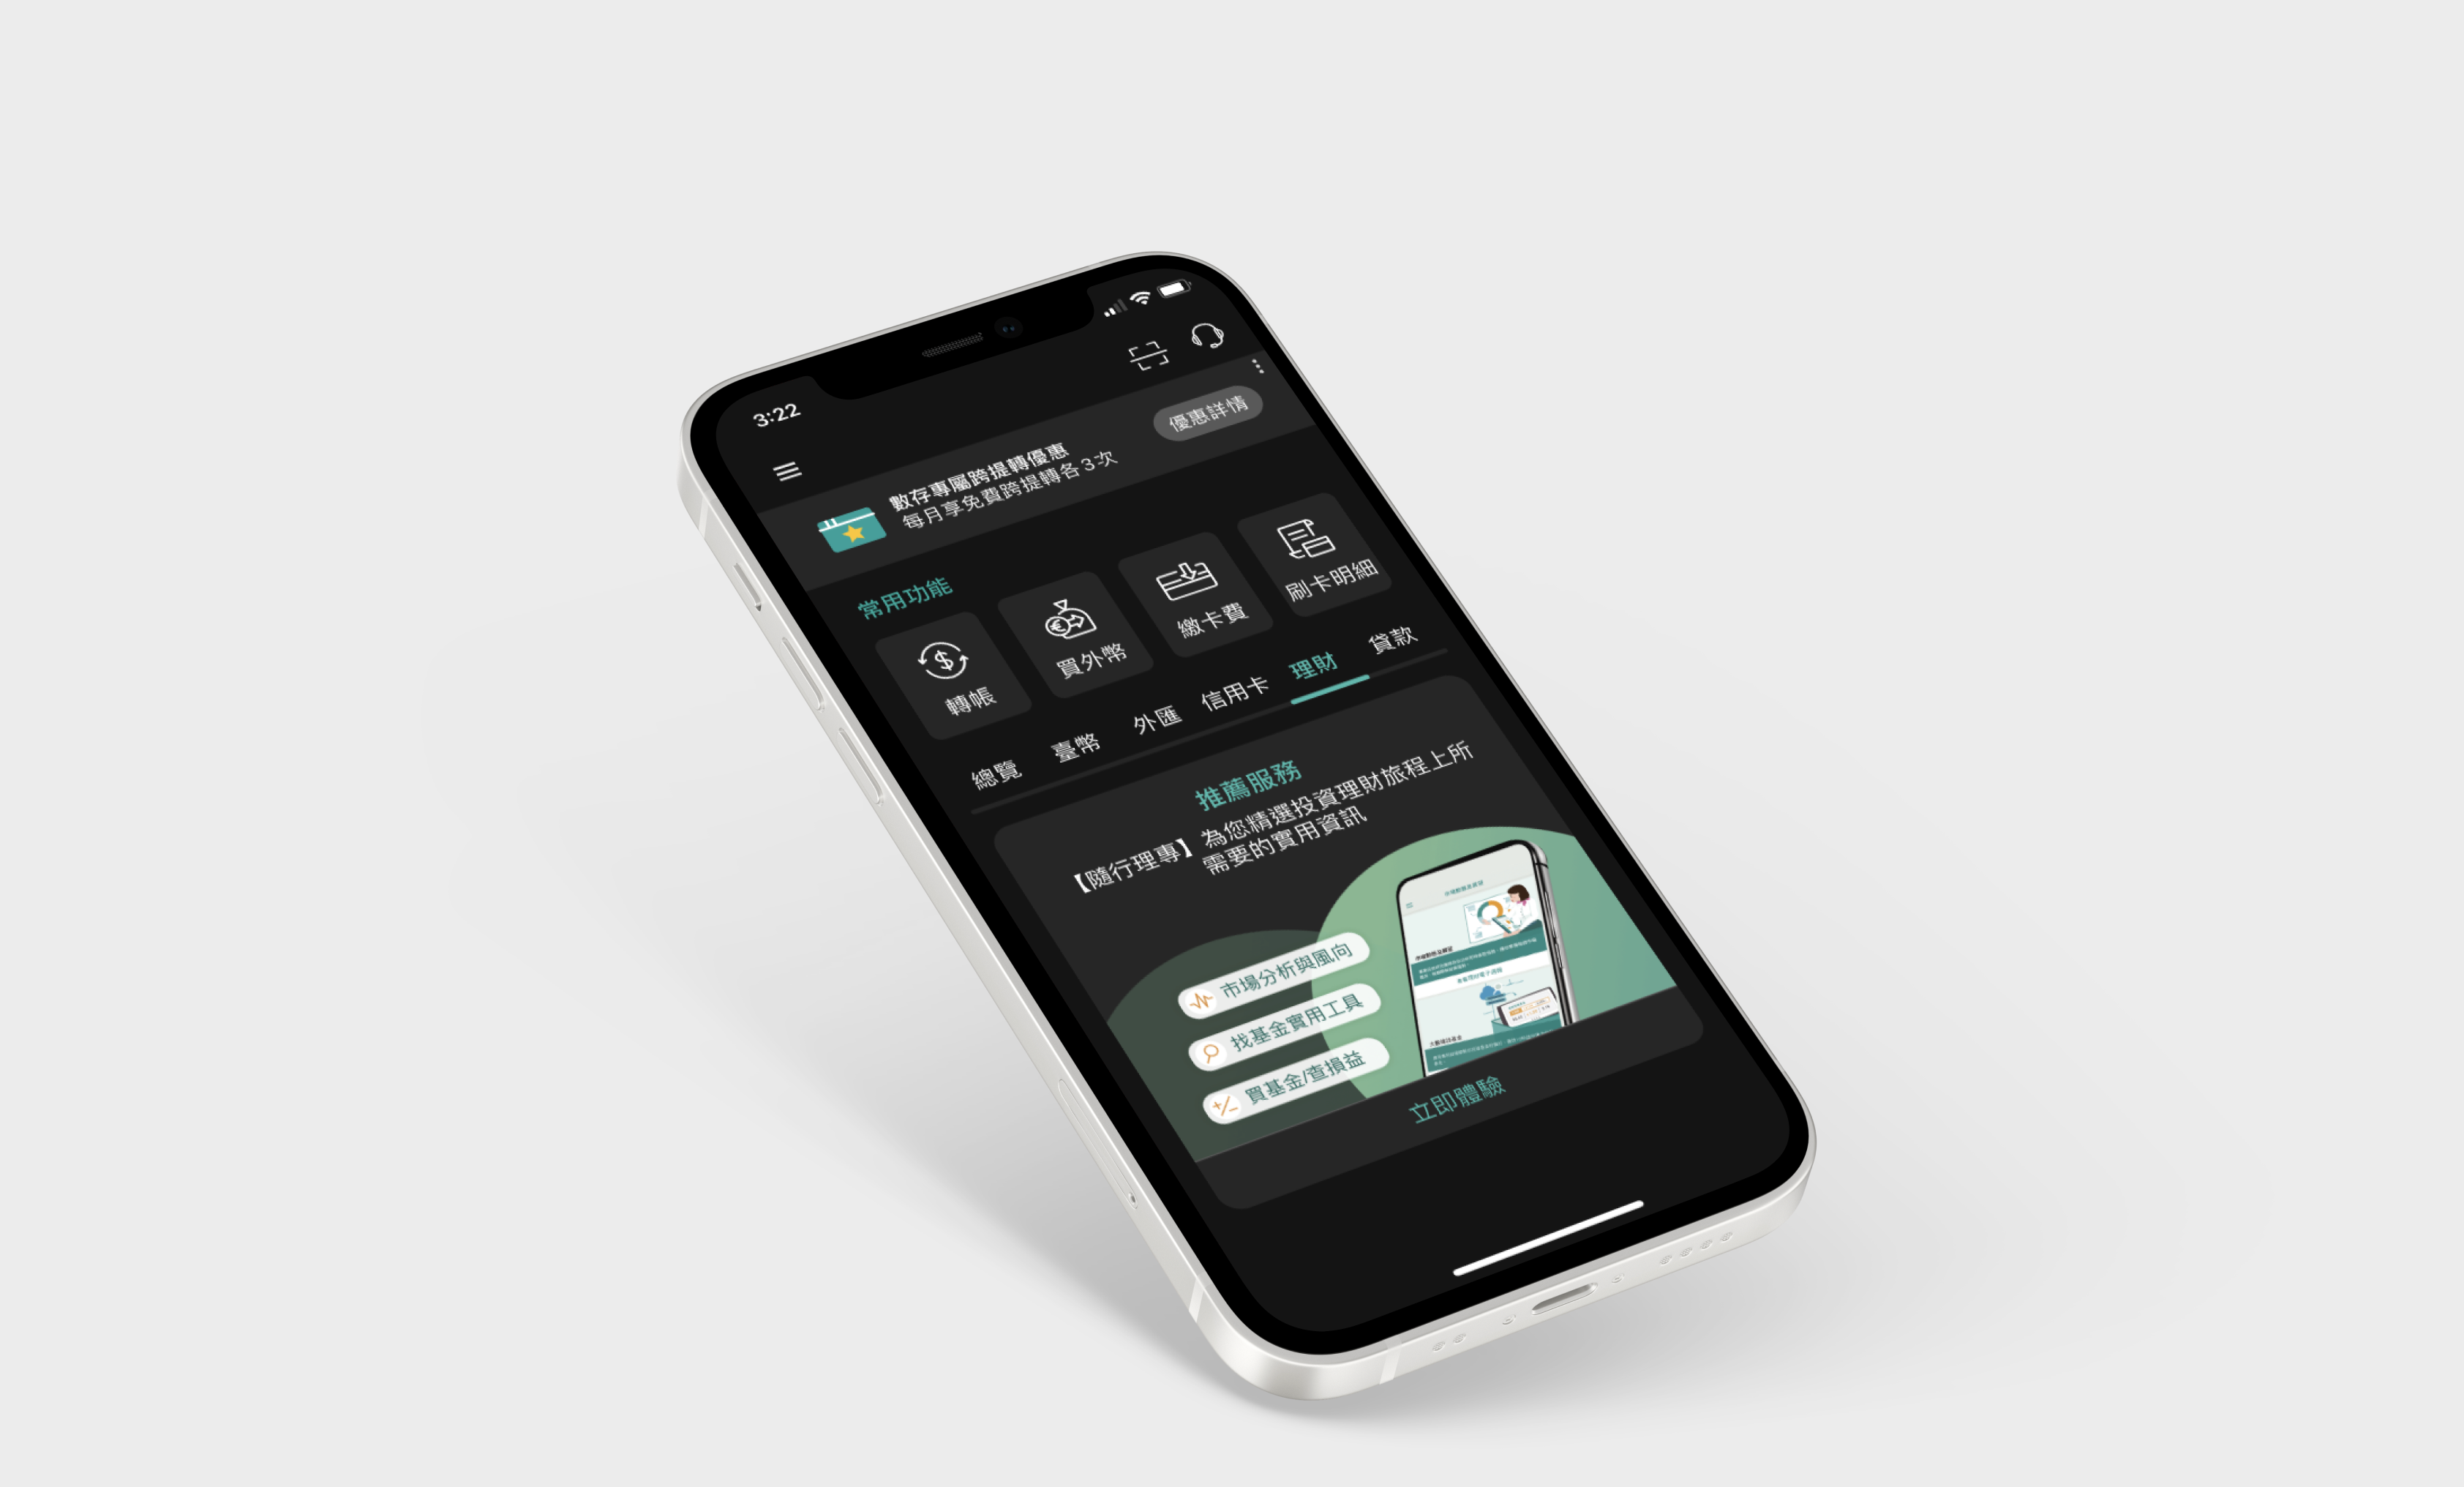 3:22
數存專屬跨提轉優惠
每月享免費跨提轉各3次
優惠詳情
常用功能
轉帳
買外幣
繳卡費
刷卡明細
總覽 臺幣 外匯 信用卡 理財 貸款
推薦服務
【隨行理專】為您精選投資理財旅程上所
需要的實用資訊
市場分析與風向
找基金實用工具
買基金/查損益
立即體驗